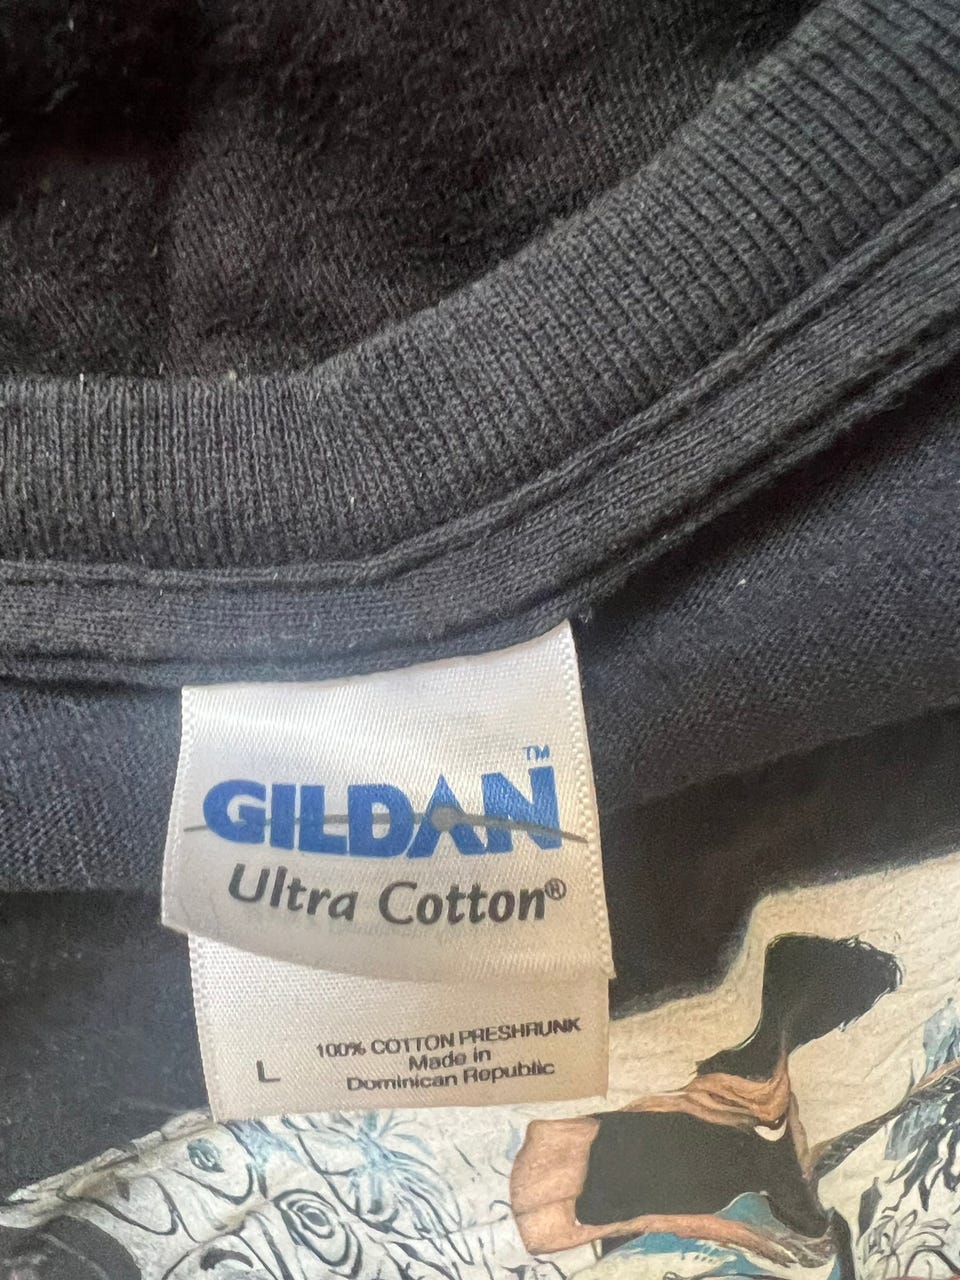 GILDAN™
Ultra Cotton®
L
100% COTTON PRESHRUNK
Made in
Dominican Republic